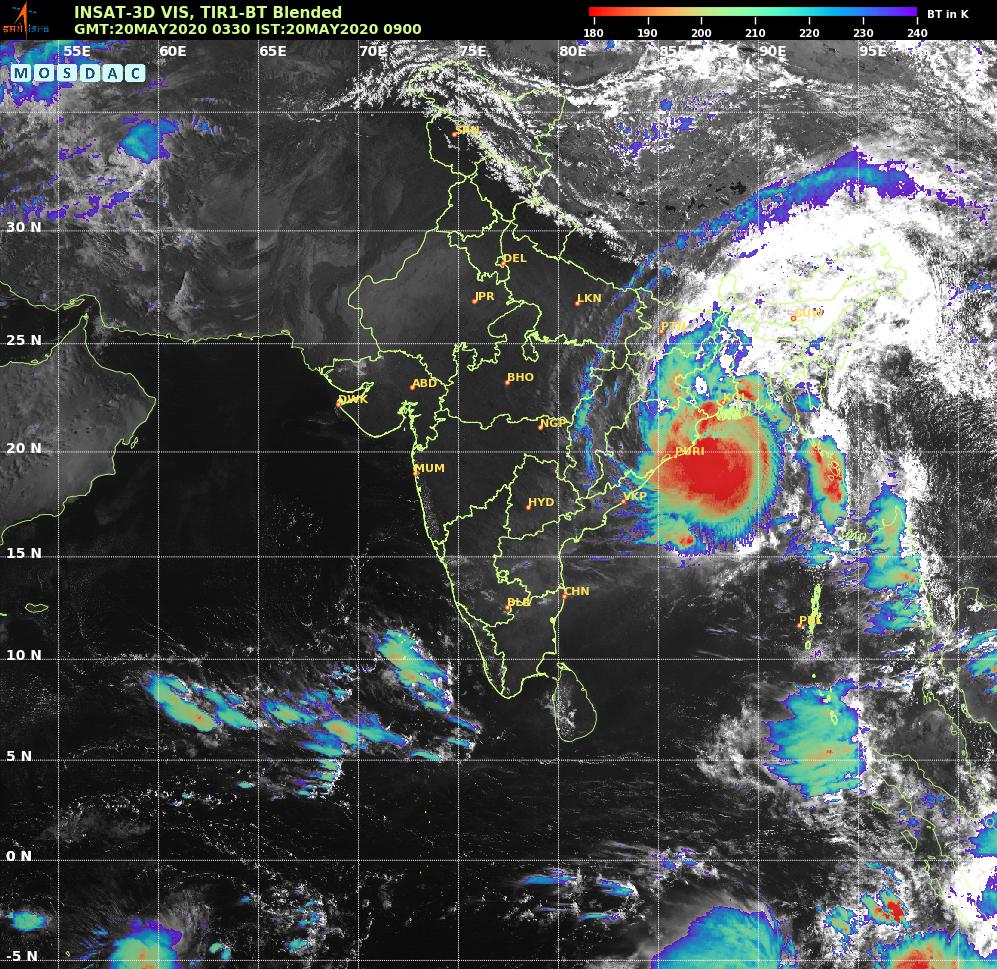 INSAT-3D VIS, TIR1-BT Blended
GMT:20MAY2020 0330 IST:20MAY2020 0900
BT in K
180 190 200 210 220 230 240
55E 60E 65E 70E 75E 80E 85E 90E 95E
M O S D A C
SRN
30 N
DEL
JPR
LKN
GUW
PTN
25 N
BHO
ABD
DWK
KOL
NGP
20 N
PURI
MUM
VKP
HYD
15 N
CHN
BLR
PBL
10 N
5 N
0 N
-5 N